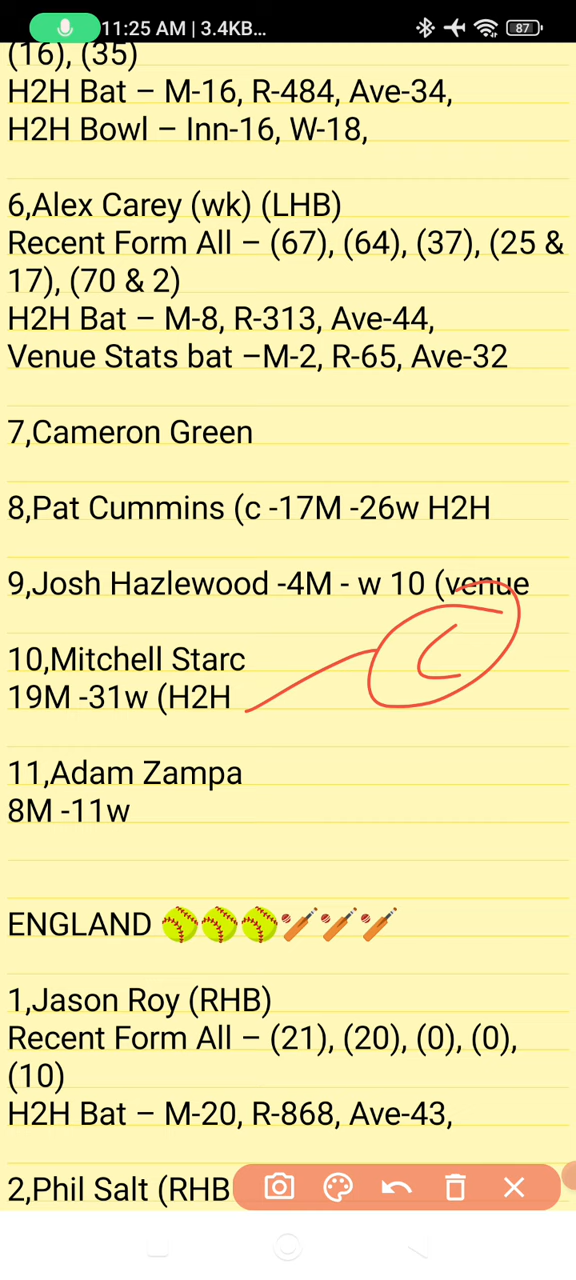 11:25 AM | 3.4KB...
87
(16), (35)
H2H Bat – M-16, R-484, Ave-34,
H2H Bowl – Inn-16, W-18,
6,Alex Carey (wk) (LHB)
Recent Form All – (67), (64), (37), (25 &
17), (70 & 2)
H2H Bat – M-8, R-313, Ave-44,
Venue Stats bat –M-2, R-65, Ave-32
7,Cameron Green
8,Pat Cummins (c -17M -26w H2H
9,Josh Hazlewood -4M - w 10 (venue
C
10,Mitchell Starc
19M -31w (H2H
11,Adam Zampa
8M -11w
ENGLAND 🥎🥎🥎🏏🏏🏏
1,Jason Roy (RHB)
Recent Form All – (21), (20), (0), (0),
(10)
H2H Bat – M-20, R-868, Ave-43,
2,Phil Salt (RHB